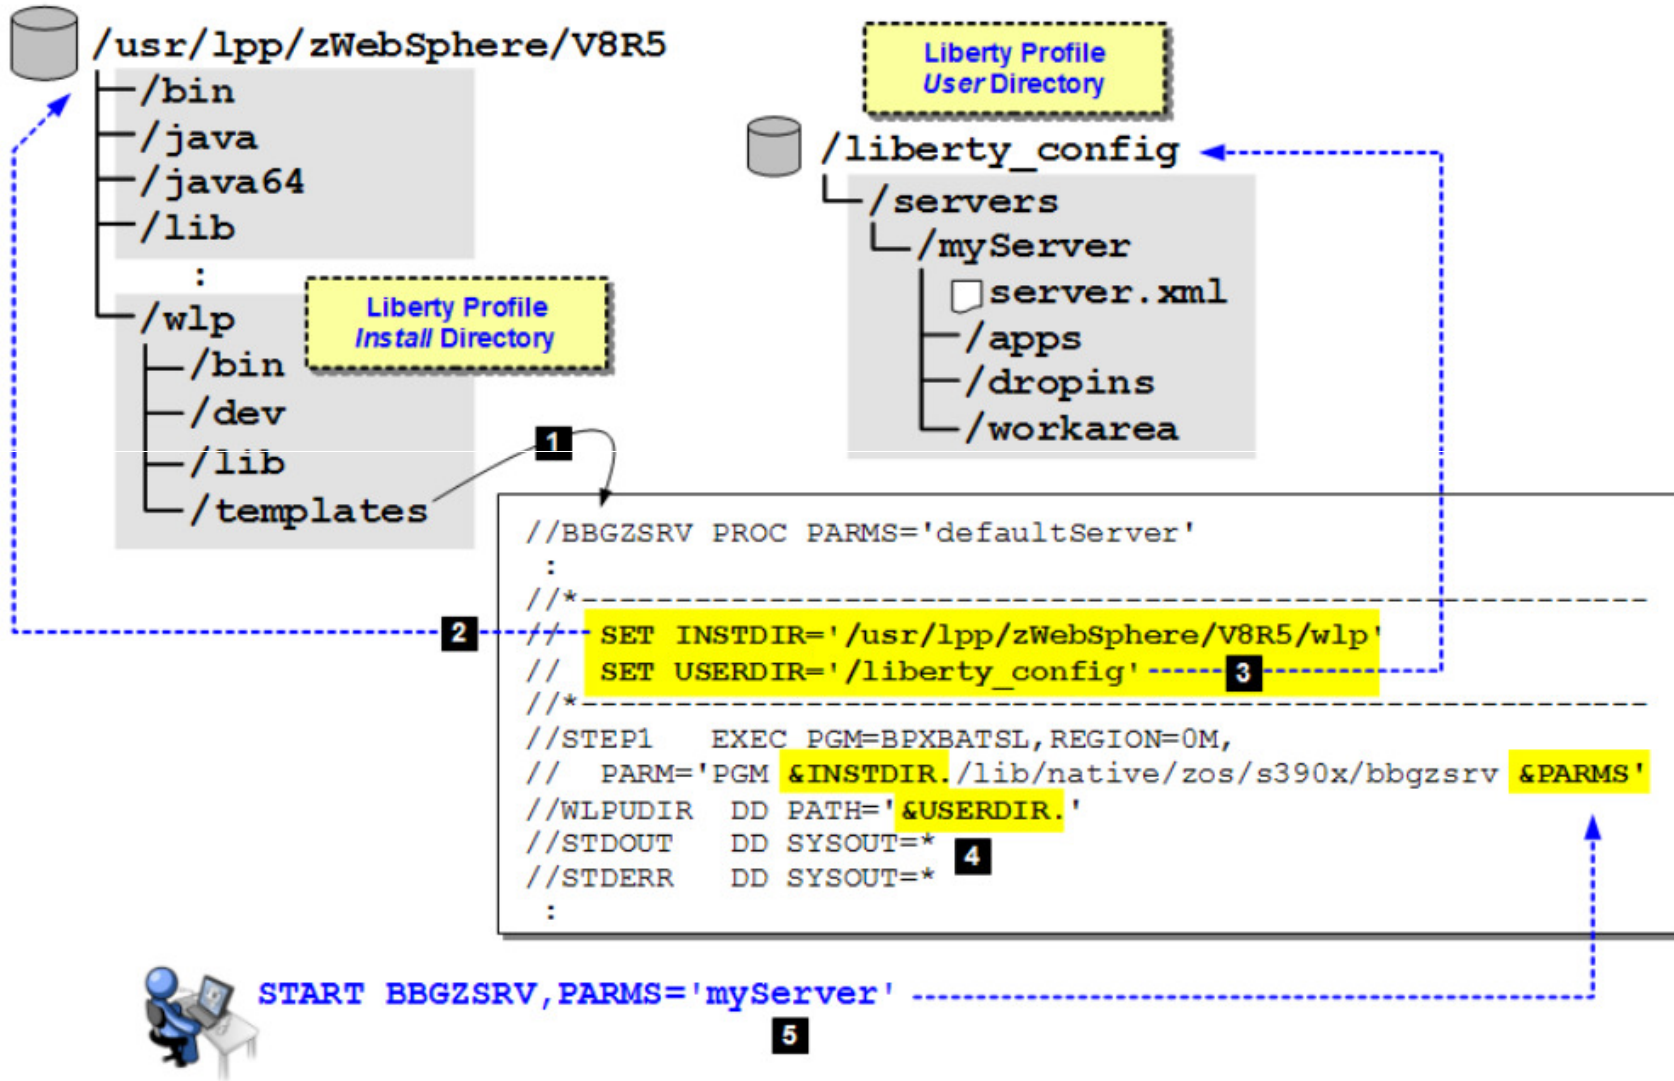 /usr/lpp/zWebSphere/V8R5
/bin
/java
/java64
/lib
:
/wlp
/bin
/dev
/lib
/templates
Liberty Profile
Install Directory
Liberty Profile
User Directory
/liberty_config
/servers
/myServer
server.xml
/apps
/dropins
/workarea
1
//BBGZSRV PROC PARMS='defaultServer'
:
//*---------------------------------------------------------
2
// SET INSTDIR='/usr/lpp/zWebSphere/V8R5/wlp'
// SET USERDIR='/liberty_config'
3
//*---------------------------------------------------------
//STEP1 EXEC PGM=BPXBATSL,REGION=0M,
// PARM='PGM &INSTDIR./lib/native/zos/s390x/bbgzsrv &PARMS'
//WLPUDIR DD PATH='&USERDIR.'
//STDOUT DD SYSOUT=*
4
//STDERR DD SYSOUT=*
:
START BBGZSRV,PARMS='myServer'
5